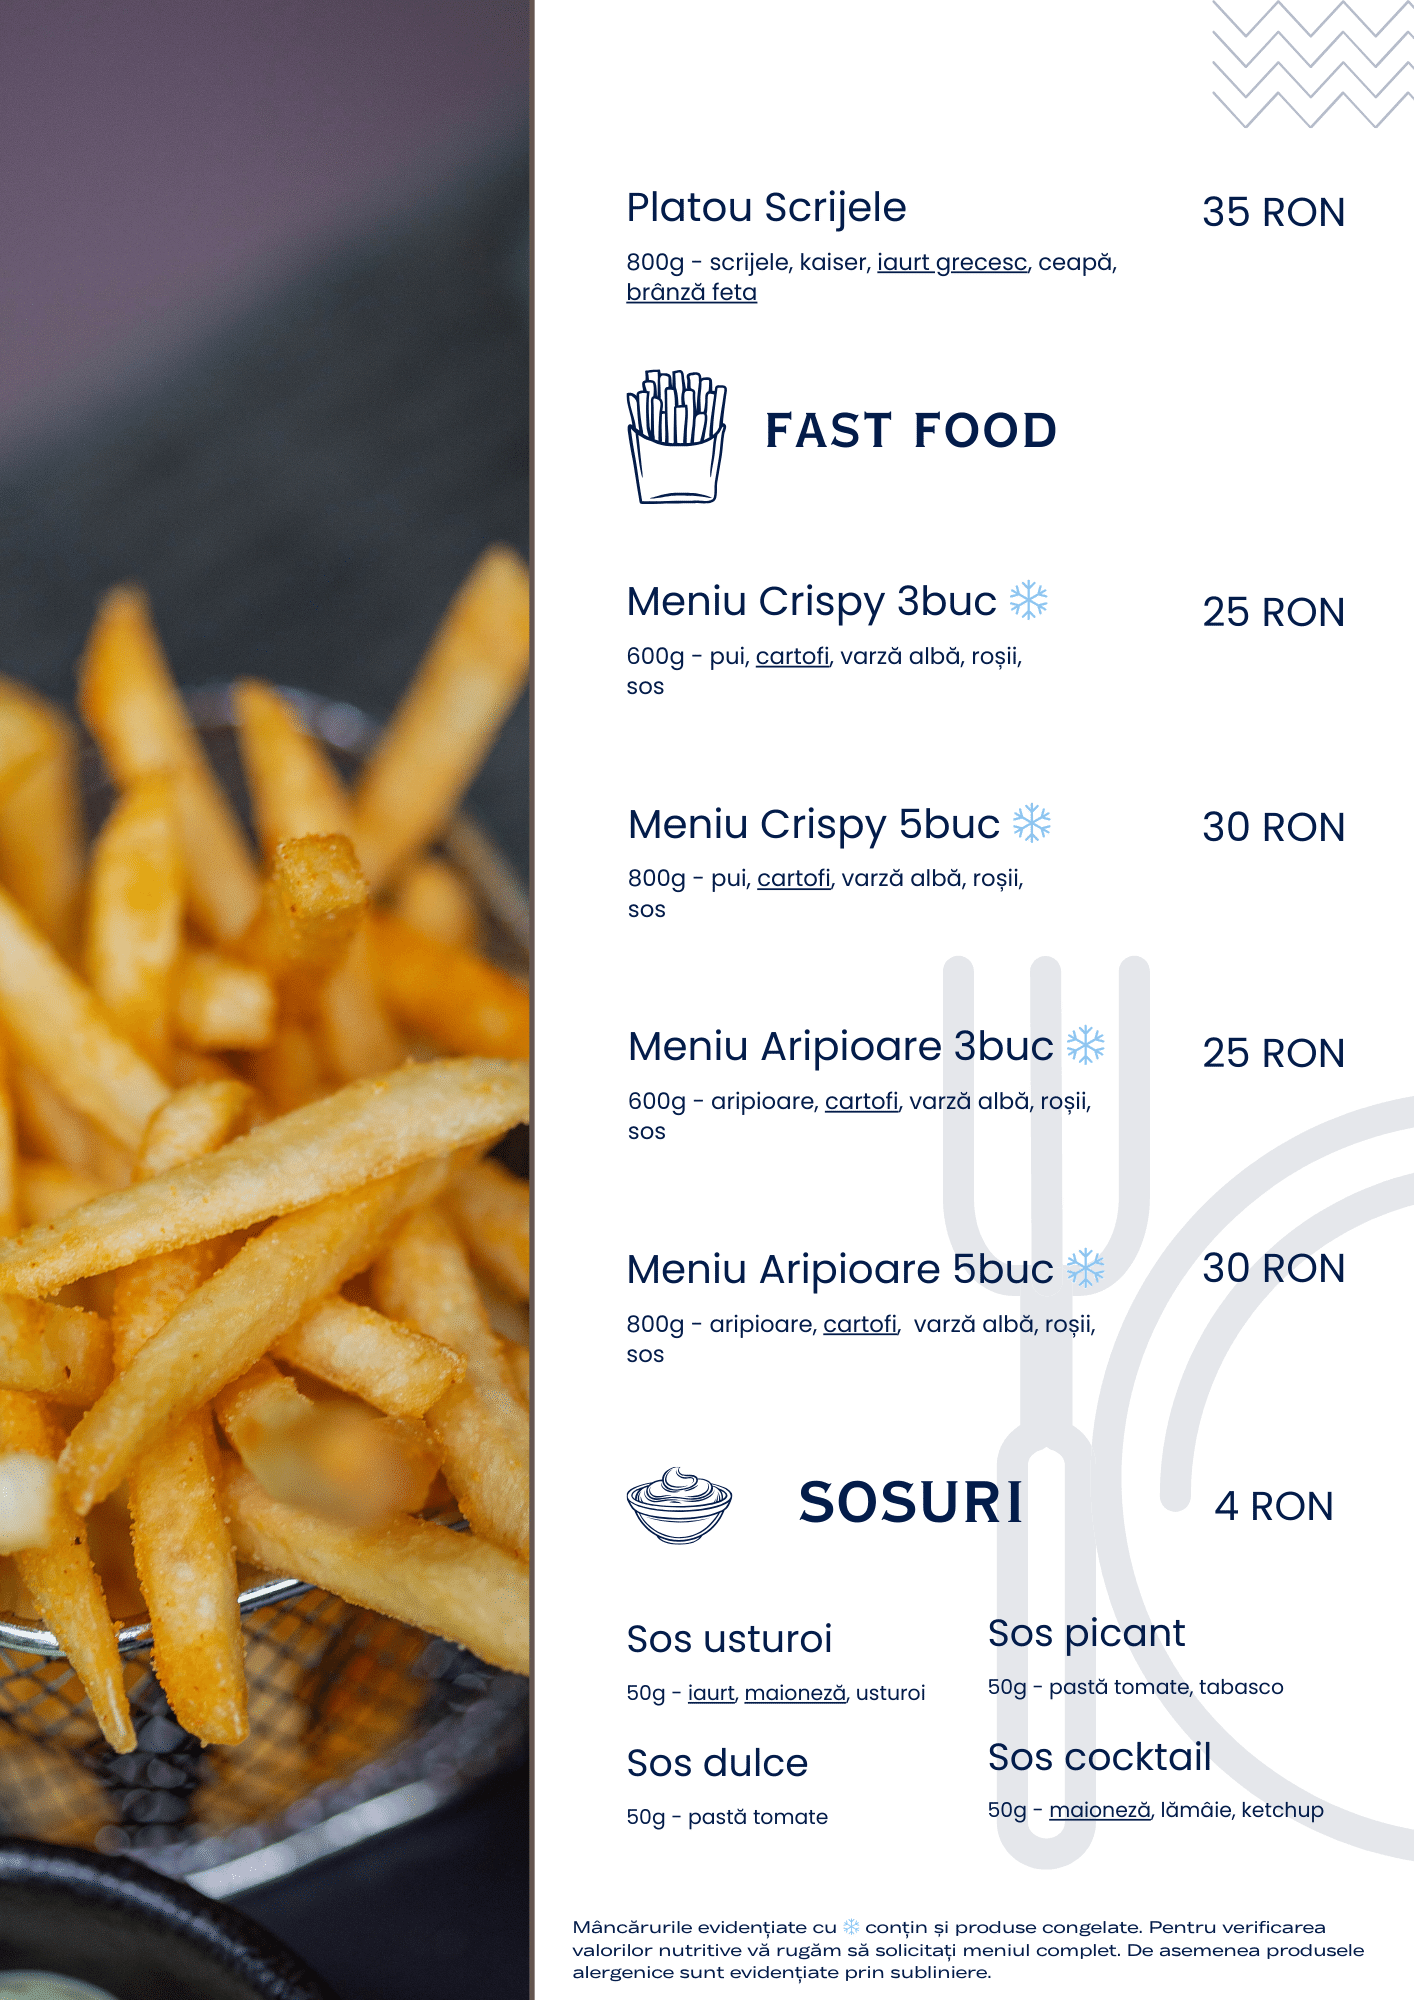 Platou Scrijele
35 RON
800g - scrijele, kaiser, iaurt grecesc, ceapă,
brânză feta
FAST FOOD
Meniu Crispy 3buc ❄
25 RON
600g - pui, cartofi, varză albă, roșii,
sos
Meniu Crispy 5buc ❄
30 RON
800g - pui, cartofi, varză albă, roșii,
sos
Meniu Aripioare 3buc ❄
25 RON
600g - aripioare, cartofi, varză albă, roșii,
sos
Meniu Aripioare 5buc ❄
30 RON
800g - aripioare, cartofi,  varză albă, roșii,
sos
SOSURI
4 RON
Sos usturoi
50g - iaurt, maioneză, usturoi
Sos picant
50g - pastă tomate, tabasco
Sos dulce
50g - pastă tomate
Sos cocktail
50g - maioneză, lămâie, ketchup
Mâncărurile evidențiate cu ❄ conțin și produse congelate. Pentru verificarea
valorilor nutritive vă rugăm să solicitați meniul complet. De asemenea produsele
alergenice sunt evidențiate prin subliniere.